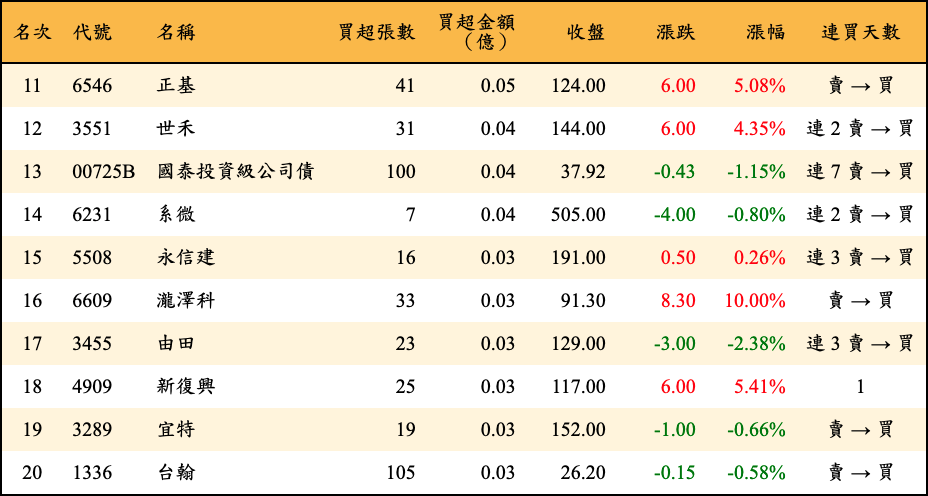 名次 代號 名稱 買超張數 買超金額（億） 收盤 漲跌 漲幅 連買天數
11 6546 正基 41 0.05 124.00 6.00 5.08% 賣 → 買
12 3551 世禾 31 0.04 144.00 6.00 4.35% 連 2 賣 → 買
13 00725B 國泰投資級公司債 100 0.04 37.92 -0.43 -1.15% 連 7 賣 → 買
14 6231 系微 7 0.04 505.00 -4.00 -0.80% 連 2 賣 → 買
15 5508 永信建 16 0.03 191.00 0.50 0.26% 連 3 賣 → 買
16 6609 瀧澤科 33 0.03 91.30 8.30 10.00% 賣 → 買
17 3455 由田 23 0.03 129.00 -3.00 -2.38% 連 3 賣 → 買
18 4909 新復興 25 0.03 117.00 6.00 5.41% 1
19 3289 宜特 19 0.03 152.00 -1.00 -0.66% 賣 → 買
20 1336 台翰 105 0.03 26.20 -0.15 -0.58% 賣 → 買